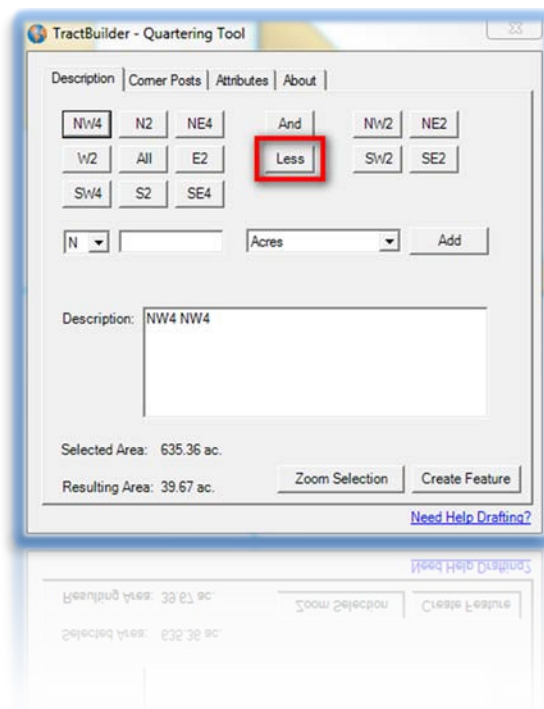 TractBuilder - Quartering Tool
Description Corner Posts Attributes About
NW4 N2 NE4 And NW2 NE2
W2 All E2 Less SW2 SE2
SW4 S2 SE4
N Acres Add
Description: NW4 NW4
Selected Area: 635.36 ac.
Zoom Selection Create Feature
Resulting Area: 39.67 ac.
Need Help Drafting?